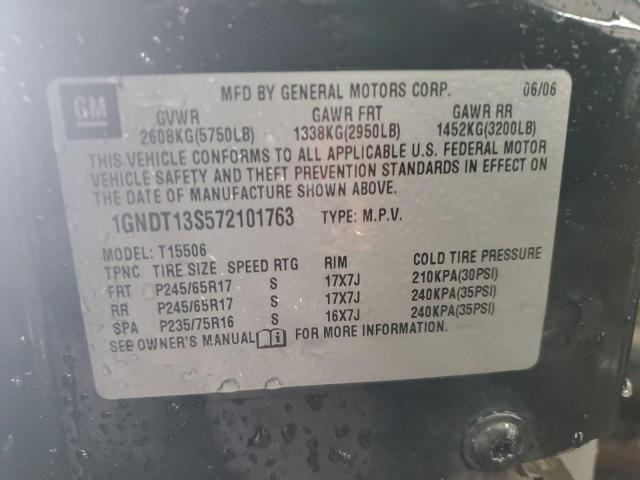 GM
MFD BY GENERAL MOTORS CORP. 06/06
GVWR GAWR FRT GAWR RR
2608KG(5750LB) 1338KG(2950LB) 1452KG(3200LB)
THIS VEHICLE CONFORMS TO ALL APPLICABLE U.S. FEDERAL MOTOR
VEHICLE SAFETY AND THEFT PREVENTION STANDARDS IN EFFECT ON
THE DATE OF MANUFACTURE SHOWN ABOVE.
1GNDT13S572101763 TYPE: M.P.V.
MODEL: T15506
TPNC TIRE SIZE SPEED RTG RIM COLD TIRE PRESSURE
FRT P245/65R17 S 17X7J 210KPA(30PSI)
RR P245/65R17 S 17X7J 240KPA(35PSI)
SPA P235/75R16 S 16X7J 240KPA(35PSI)
SEE OWNER'S MANUAL FOR MORE INFORMATION.